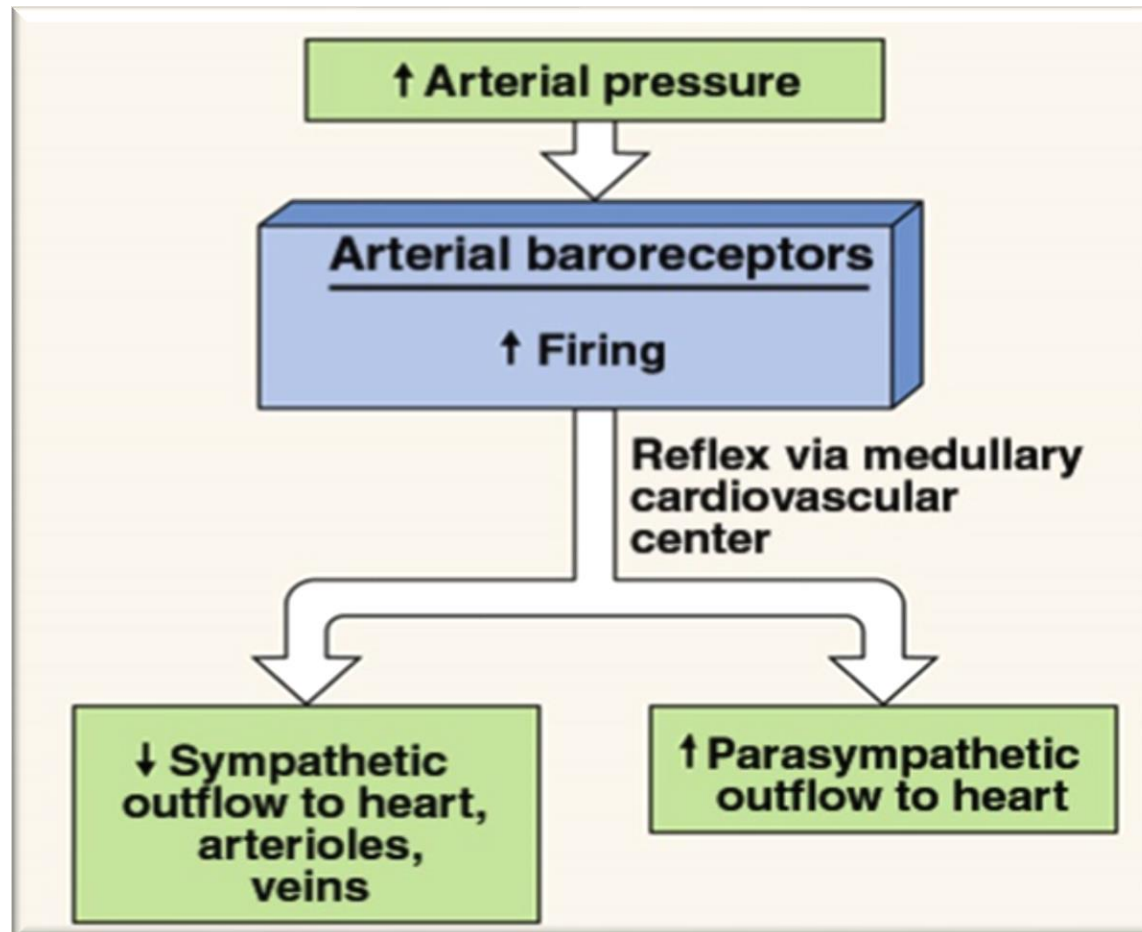 ↑ Arterial pressure
Arterial baroreceptors
↑ Firing
Reflex via medullary
cardiovascular
center
↓ Sympathetic
outflow to heart,
arterioles,
veins
↑ Parasympathetic
outflow to heart